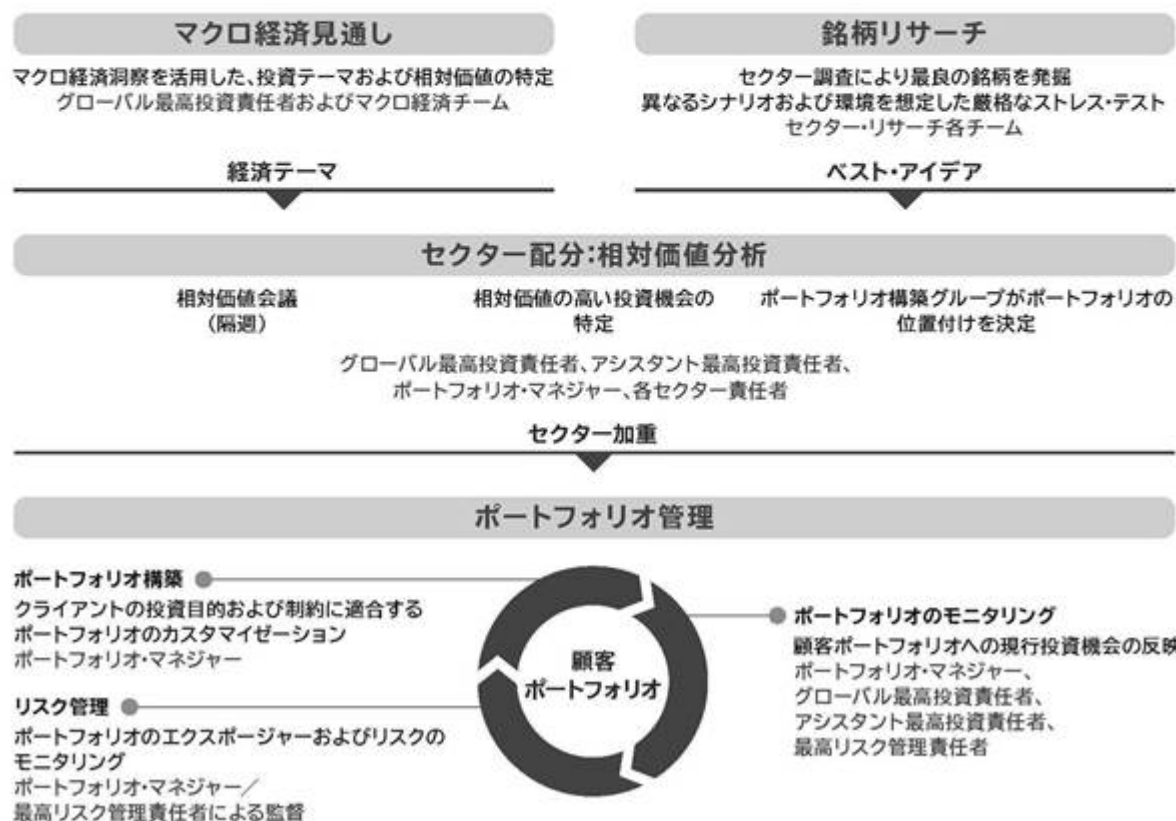 マクロ経済見通し
マクロ経済洞察を活用した、投資テーマおよび相対価値の特定
グローバル最高投資責任者およびマクロ経済チーム
経済テーマ
銘柄リサーチ
セクター調査により最良の銘柄を発掘
異なるシナリオおよび環境を想定した厳格なストレス・テスト
セクター・リサーチ各チーム
ベスト・アイデア
セクター配分:相対価値分析
相対価値会議
(隔週)
相対価値の高い投資機会の
特定
ポートフォリオ構築グループがポートフォリオの
位置付けを決定
グローバル最高投資責任者、アシスタント最高投資責任者、
ポートフォリオ・マネジャー、各セクター責任者
セクター加重
ポートフォリオ管理
ポートフォリオ構築
クライアントの投資目的および制約に適合する
ポートフォリオのカスタマイゼーション
ポートフォリオ・マネジャー
リスク管理
ポートフォリオのエクスポージャーおよびリスクの
モニタリング
ポートフォリオ・マネジャー/
最高リスク管理責任者による監督
顧客
ポートフォリオ
ポートフォリオのモニタリング
顧客ポートフォリオへの現行投資機会の反映
ポートフォリオ・マネジャー、
グローバル最高投資責任者、
アシスタント最高投資責任者、
最高リスク管理責任者